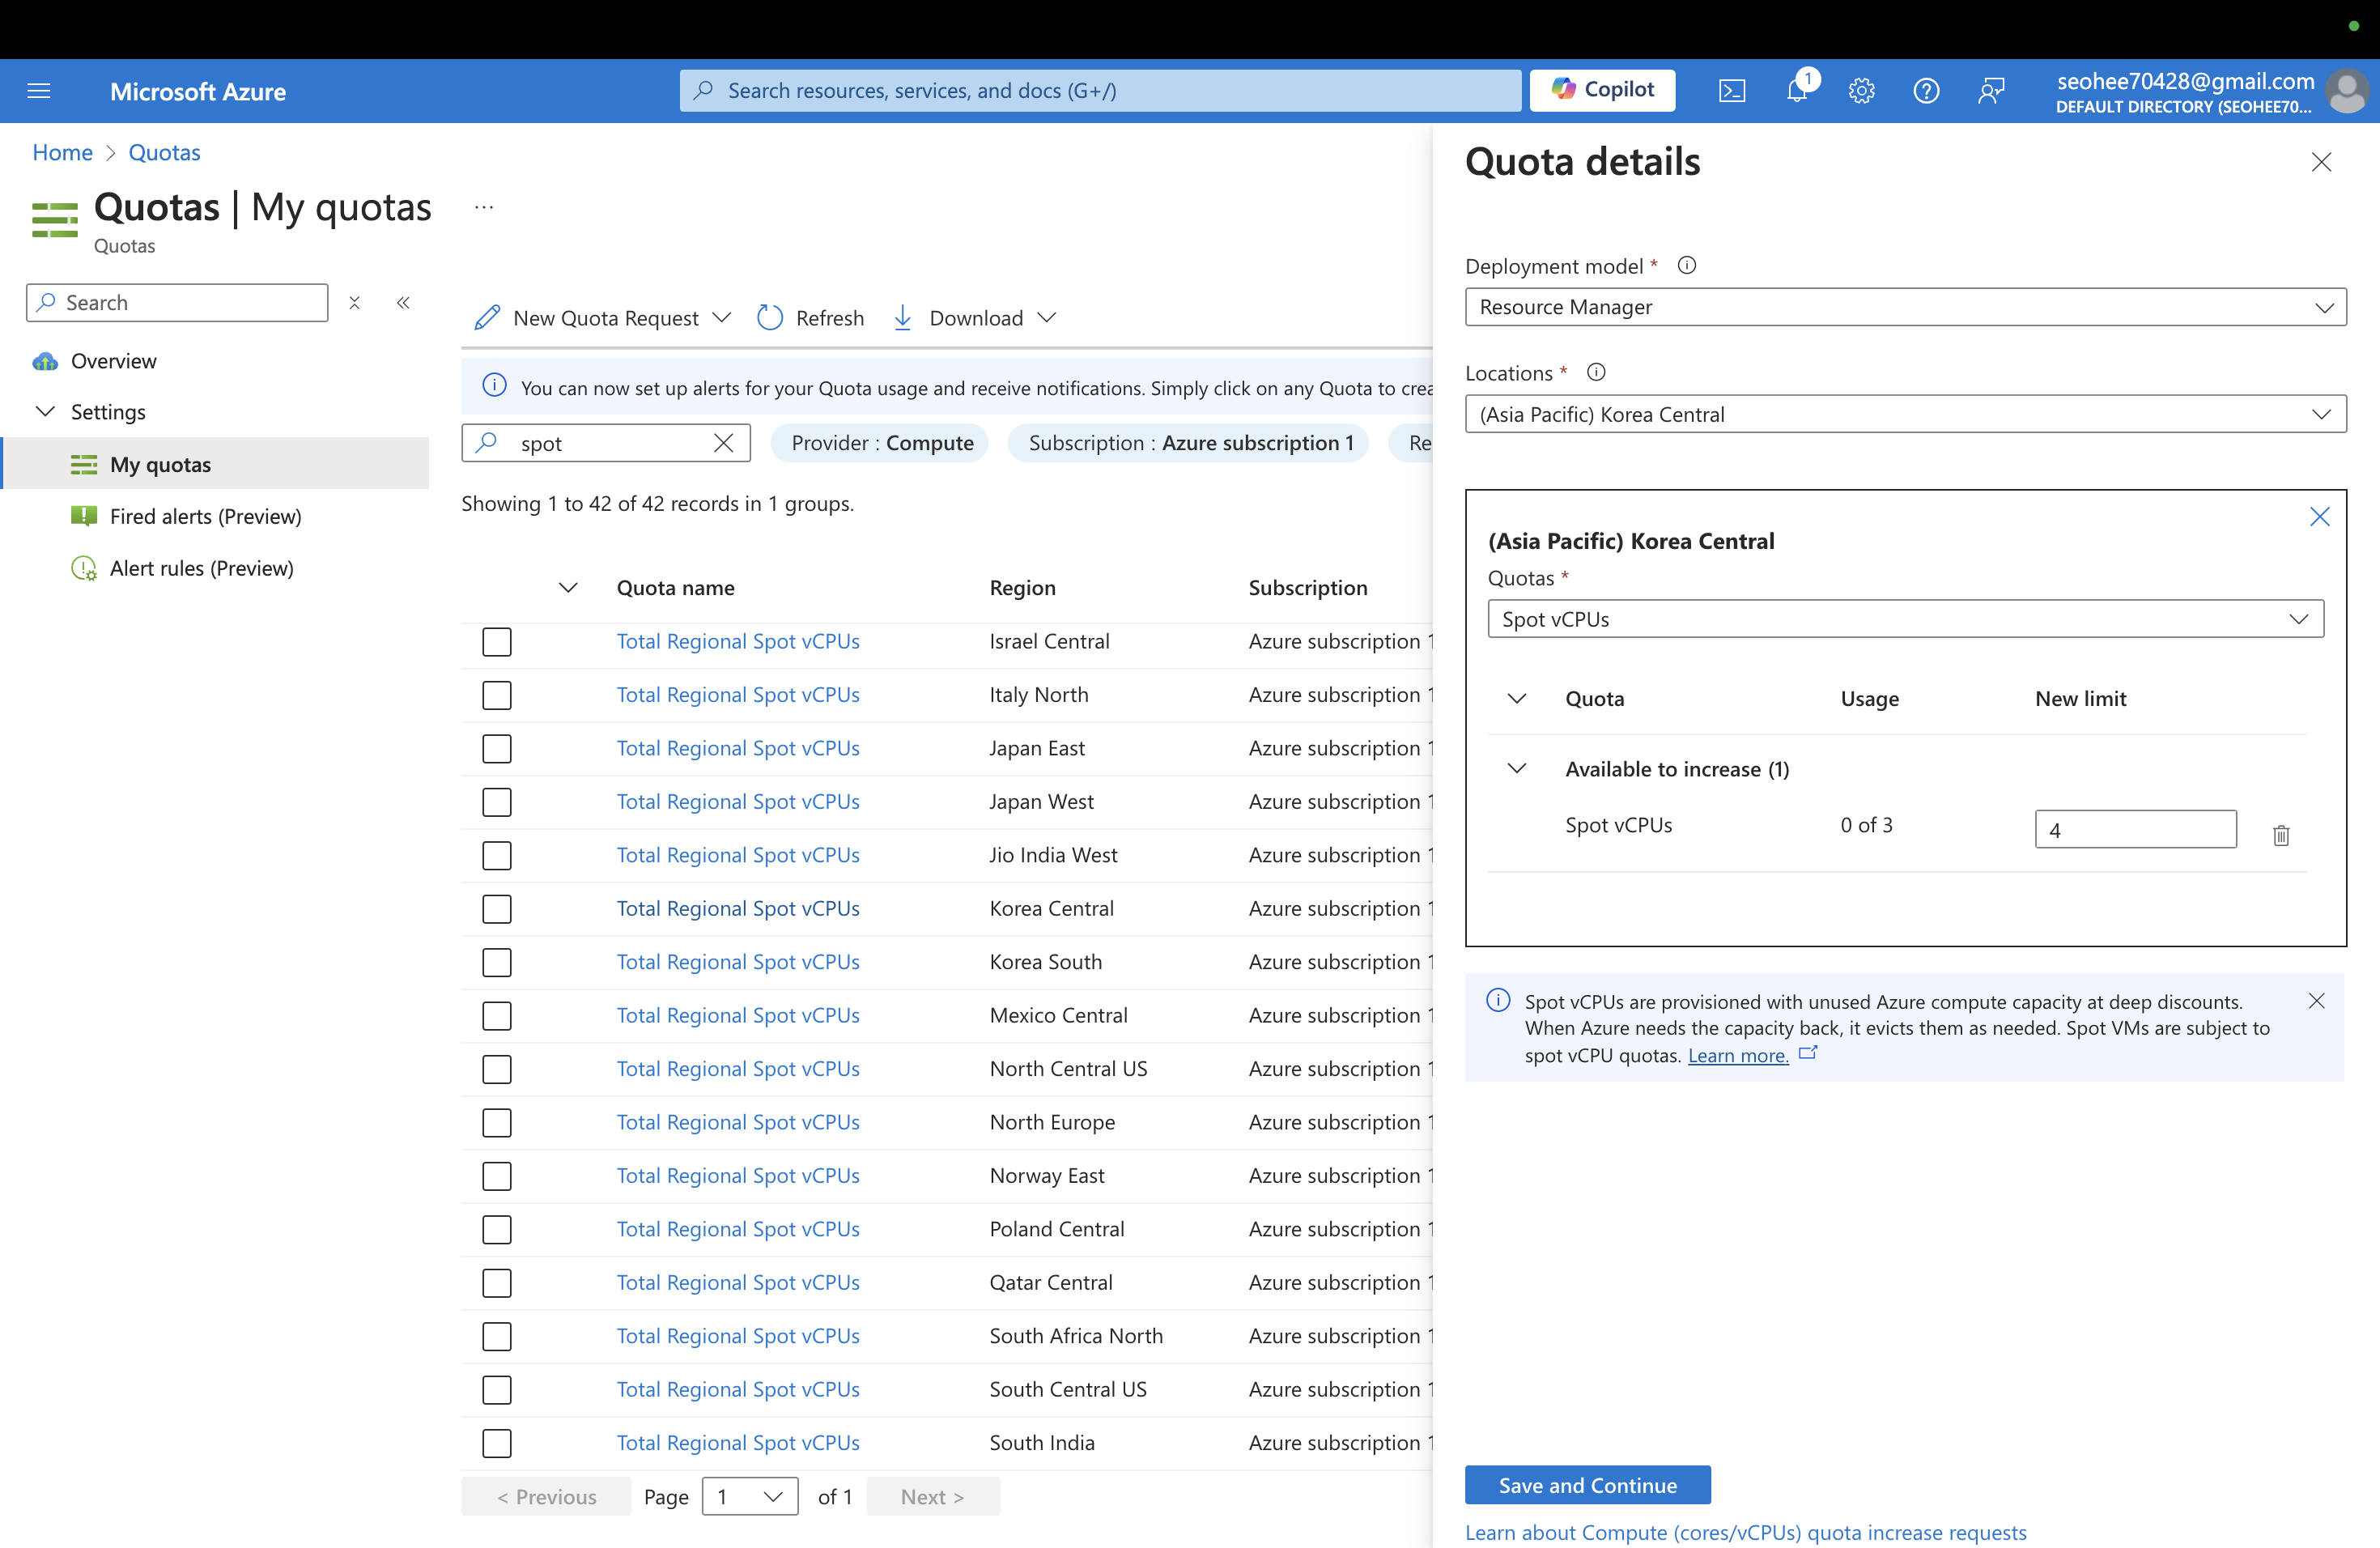 Microsoft Azure
Search resources, services, and docs (G+/)
Copilot
1
seohee70428@gmail.com
DEFAULT DIRECTORY (SEOHEE70...
Home > Quotas
Quotas | My quotas ...
Quotas
Search
Overview
Settings
My quotas
Fired alerts (Preview)
Alert rules (Preview)
New Quota Request Refresh Download
You can now set up alerts for your Quota usage and receive notifications. Simply click on any Quota to crea
spot Provider : Compute Subscription : Azure subscription 1 Re
Showing 1 to 42 of 42 records in 1 groups.
Quota name Region Subscription
Total Regional Spot vCPUs Israel Central Azure subscription 1
Total Regional Spot vCPUs Italy North Azure subscription 1
Total Regional Spot vCPUs Japan East Azure subscription 1
Total Regional Spot vCPUs Japan West Azure subscription 1
Total Regional Spot vCPUs Jio India West Azure subscription 1
Total Regional Spot vCPUs Korea Central Azure subscription 1
Total Regional Spot vCPUs Korea South Azure subscription 1
Total Regional Spot vCPUs Mexico Central Azure subscription 1
Total Regional Spot vCPUs North Central US Azure subscription 1
Total Regional Spot vCPUs North Europe Azure subscription 1
Total Regional Spot vCPUs Norway East Azure subscription 1
Total Regional Spot vCPUs Poland Central Azure subscription 1
Total Regional Spot vCPUs Qatar Central Azure subscription 1
Total Regional Spot vCPUs South Africa North Azure subscription 1
Total Regional Spot vCPUs South Central US Azure subscription 1
Total Regional Spot vCPUs South India Azure subscription 1
< Previous Page 1 of 1 Next >
Quota details
Deployment model *
Resource Manager
Locations *
(Asia Pacific) Korea Central
(Asia Pacific) Korea Central
Quotas *
Spot vCPUs
Quota Usage New limit
Available to increase (1)
Spot vCPUs 0 of 3 4
Spot vCPUs are provisioned with unused Azure compute capacity at deep discounts.
When Azure needs the capacity back, it evicts them as needed. Spot VMs are subject to
spot vCPU quotas. Learn more.
Save and Continue
Learn about Compute (cores/vCPUs) quota increase requests